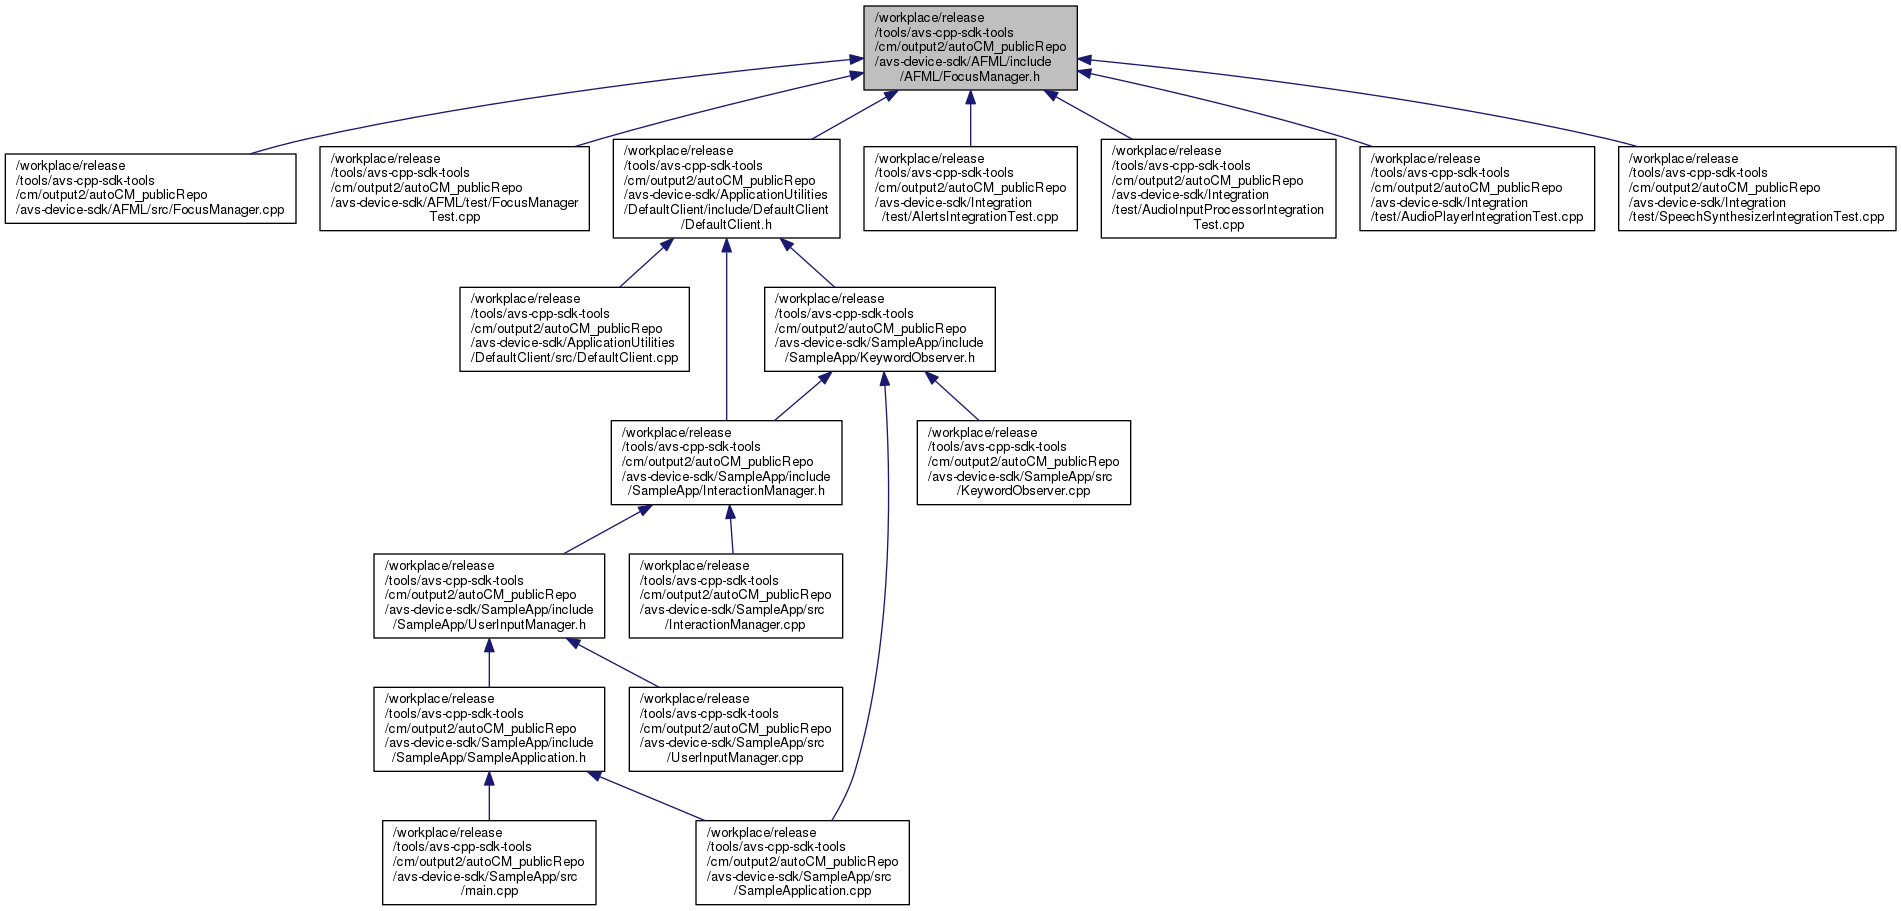 /workplace/release
/tools/avs-cpp-sdk-tools
/cm/output2/autoCM_publicRepo
/avs-device-sdk/AFML/include
/AFML/FocusManager.h
/workplace/release
/tools/avs-cpp-sdk-tools
/cm/output2/autoCM_publicRepo
/avs-device-sdk/AFML/src/FocusManager.cpp
/workplace/release
/tools/avs-cpp-sdk-tools
/cm/output2/autoCM_publicRepo
/avs-device-sdk/AFML/test/FocusManager
Test.cpp
/workplace/release
/tools/avs-cpp-sdk-tools
/cm/output2/autoCM_publicRepo
/avs-device-sdk/ApplicationUtilities
/DefaultClient/include/DefaultClient
/DefaultClient.h
/workplace/release
/tools/avs-cpp-sdk-tools
/cm/output2/autoCM_publicRepo
/avs-device-sdk/Integration
/test/AlertsIntegrationTest.cpp
/workplace/release
/tools/avs-cpp-sdk-tools
/cm/output2/autoCM_publicRepo
/avs-device-sdk/Integration
/test/AudioInputProcessorIntegration
Test.cpp
/workplace/release
/tools/avs-cpp-sdk-tools
/cm/output2/autoCM_publicRepo
/avs-device-sdk/Integration
/test/AudioPlayerIntegrationTest.cpp
/workplace/release
/tools/avs-cpp-sdk-tools
/cm/output2/autoCM_publicRepo
/avs-device-sdk/Integration
/test/SpeechSynthesizerIntegrationTest.cpp
/workplace/release
/tools/avs-cpp-sdk-tools
/cm/output2/autoCM_publicRepo
/avs-device-sdk/ApplicationUtilities
/DefaultClient/src/DefaultClient.cpp
/workplace/release
/tools/avs-cpp-sdk-tools
/cm/output2/autoCM_publicRepo
/avs-device-sdk/SampleApp/include
/SampleApp/KeywordObserver.h
/workplace/release
/tools/avs-cpp-sdk-tools
/cm/output2/autoCM_publicRepo
/avs-device-sdk/SampleApp/include
/SampleApp/InteractionManager.h
/workplace/release
/tools/avs-cpp-sdk-tools
/cm/output2/autoCM_publicRepo
/avs-device-sdk/SampleApp/src
/KeywordObserver.cpp
/workplace/release
/tools/avs-cpp-sdk-tools
/cm/output2/autoCM_publicRepo
/avs-device-sdk/SampleApp/include
/SampleApp/UserInputManager.h
/workplace/release
/tools/avs-cpp-sdk-tools
/cm/output2/autoCM_publicRepo
/avs-device-sdk/SampleApp/src
/InteractionManager.cpp
/workplace/release
/tools/avs-cpp-sdk-tools
/cm/output2/autoCM_publicRepo
/avs-device-sdk/SampleApp/include
/SampleApp/SampleApplication.h
/workplace/release
/tools/avs-cpp-sdk-tools
/cm/output2/autoCM_publicRepo
/avs-device-sdk/SampleApp/src
/UserInputManager.cpp
/workplace/release
/tools/avs-cpp-sdk-tools
/cm/output2/autoCM_publicRepo
/avs-device-sdk/SampleApp/src
/main.cpp
/workplace/release
/tools/avs-cpp-sdk-tools
/cm/output2/autoCM_publicRepo
/avs-device-sdk/SampleApp/src
/SampleApplication.cpp